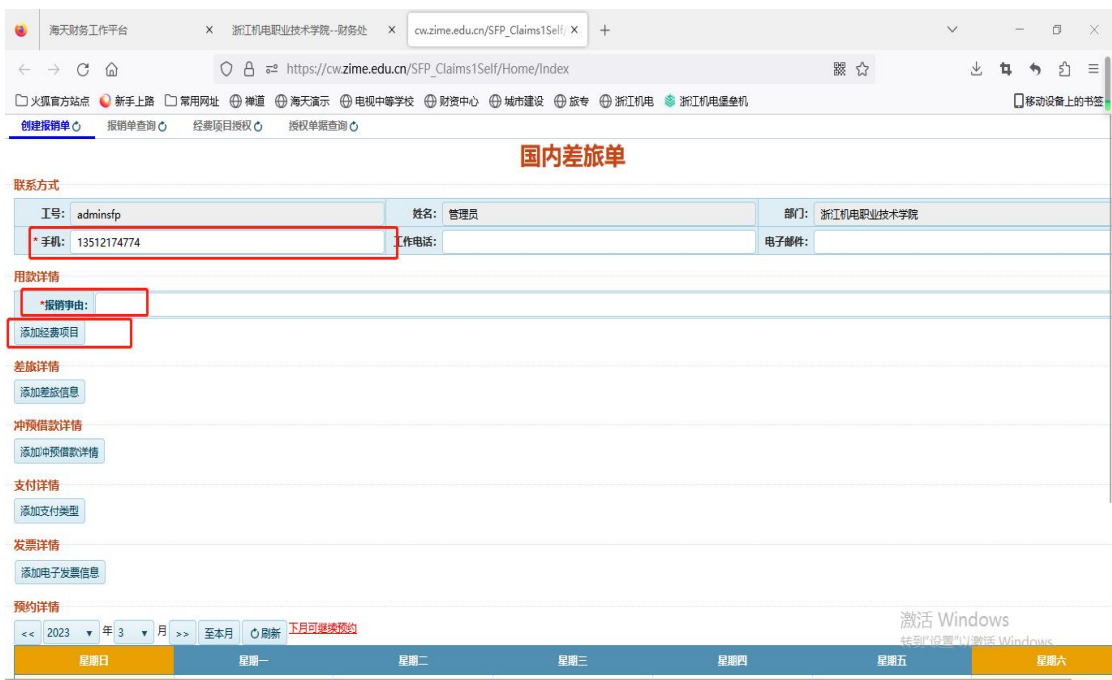 海天财务工作平台 × 浙江机电职业技术学院--财务处 × cw.zime.edu.cn/SFP_Claims1Self/ × +
https://cw.zime.edu.cn/SFP_Claims1Self/Home/Index
火狐官方站点 新手上路 常用网址 禅道 海天演示 电视中等学校 财资中心 城市建设 旅专 浙江机电 浙江机电堡垒机 移动设备上的书签
创建报销单 报销单查询 经费项目授权 授权单据查询
国内差旅单
联系方式
工号: adminsfp 姓名: 管理员 部门: 浙江机电职业技术学院
* 手机: 13512174774 工作电话: 电子邮件:
用款详情
*报销事由:
添加经费项目
差旅详情
添加差旅信息
冲预借款详情
添加冲预借款详情
支付详情
添加支付类型
发票详情
添加电子发票信息
预约详情
<< 2023 年 3 月 >> 至本月 刷新 下月可继续预约
激活 Windows
转到"设置"以激活 Windows。
星期日 星期一 星期二 星期三 星期四 星期五 星期六